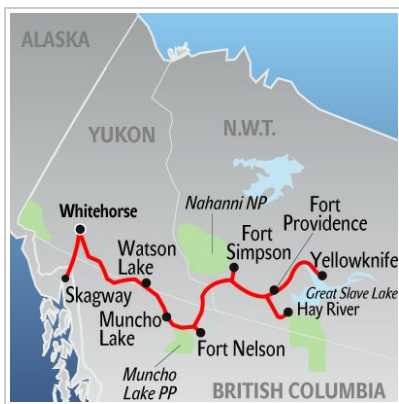 ALASKA
YUKON
N.W.T.
Nahanni NP
Fort
Providence
Whitehorse
Fort
Simpson
Watson
Lake
Yellowknife
Great Slave Lake
Skagway
Hay River
Muncho
Lake
Fort Nelson
Muncho
Lake PP
BRITISH COLUMBIA